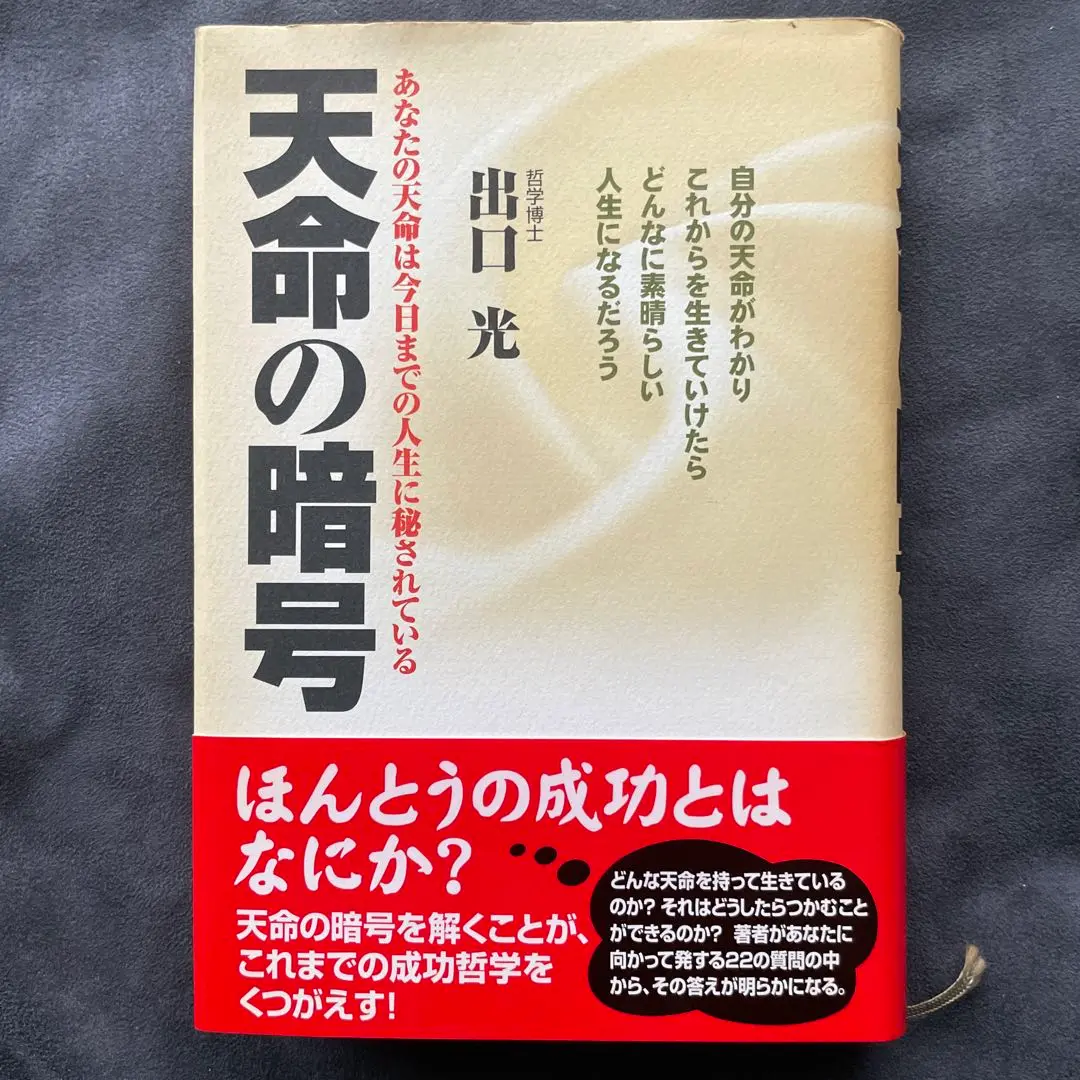 自分の天命がわかり
これからを生きていけたら
どんなに素晴らしい
人生になるだろう
哲学博士
出口 光
あなたの天命は今日までの人生に秘されている
天命の暗号
ほんとうの成功とは
なにか?
天命の暗号を解くことが、
これまでの成功哲学を
くつがえす!
どんな天命を持って生きている
のか? それはどうしたらつかむこと
ができるのか? 著者があなたに
向かって発する22の質問の中
から、その答えが明らかになる。